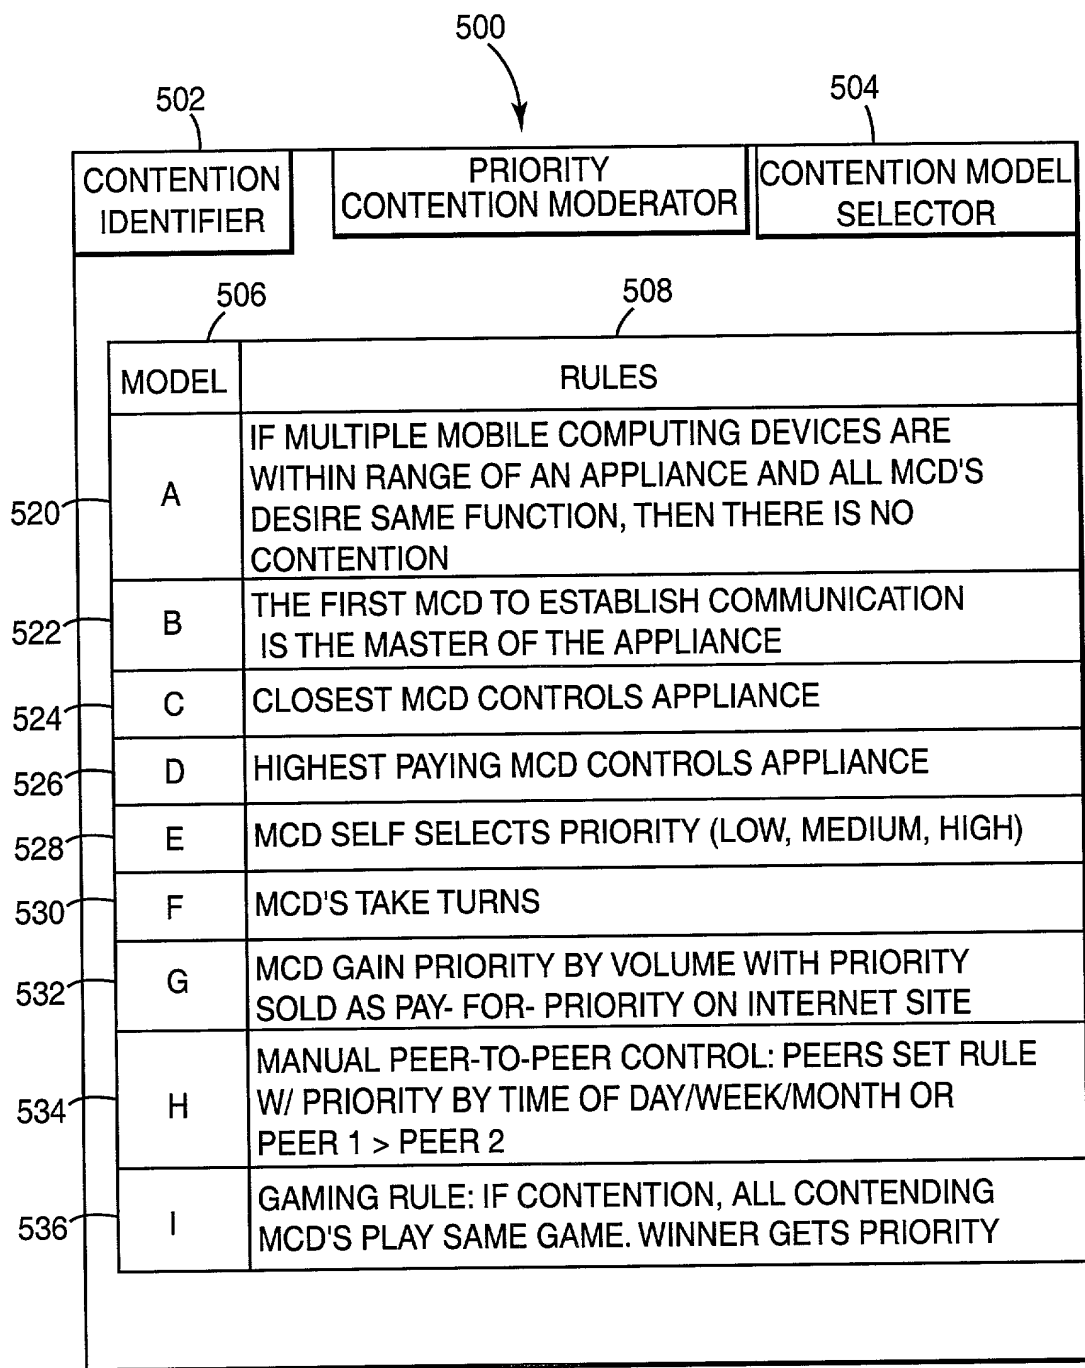 500
502
504
CONTENTION
IDENTIFIER
PRIORITY
CONTENTION MODERATOR
CONTENTION MODEL
SELECTOR
506
508
MODEL
RULES
520
A
IF MULTIPLE MOBILE COMPUTING DEVICES ARE
WITHIN RANGE OF AN APPLIANCE AND ALL MCD'S
DESIRE SAME FUNCTION, THEN THERE IS NO
CONTENTION
522
B
THE FIRST MCD TO ESTABLISH COMMUNICATION
IS THE MASTER OF THE APPLIANCE
524
C
CLOSEST MCD CONTROLS APPLIANCE
526
D
HIGHEST PAYING MCD CONTROLS APPLIANCE
528
E
MCD SELF SELECTS PRIORITY (LOW, MEDIUM, HIGH)
530
F
MCD'S TAKE TURNS
532
G
MCD GAIN PRIORITY BY VOLUME WITH PRIORITY
SOLD AS PAY- FOR- PRIORITY ON INTERNET SITE
534
H
MANUAL PEER-TO-PEER CONTROL: PEERS SET RULE
W/ PRIORITY BY TIME OF DAY/WEEK/MONTH OR
PEER 1 > PEER 2
536
I
GAMING RULE: IF CONTENTION, ALL CONTENDING
MCD'S PLAY SAME GAME. WINNER GETS PRIORITY